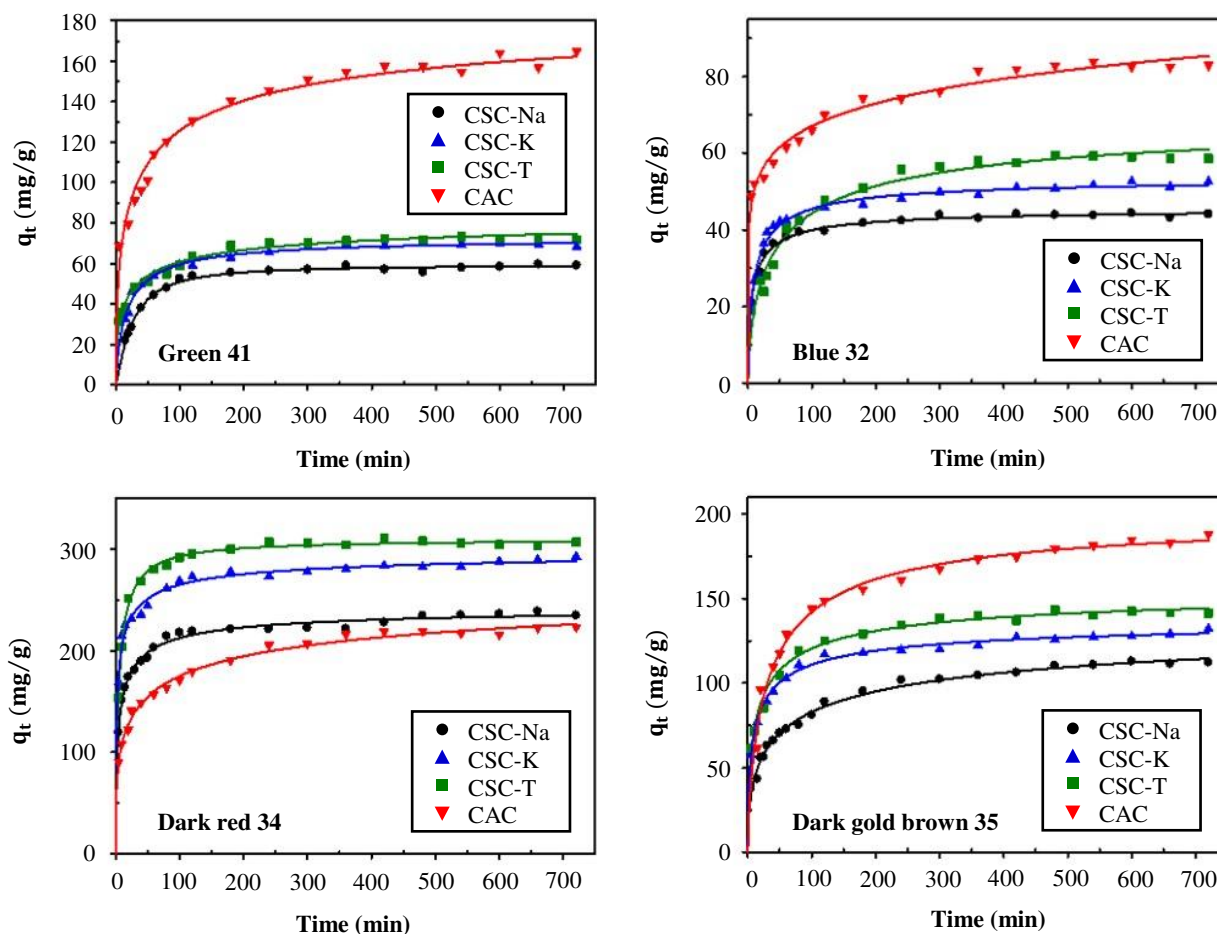 180
160
140
120
100
80
60
40
20
0
qt (mg/g)
CSC-Na
CSC-K
CSC-T
CAC
Green 41
0 100 200 300 400 500 600 700
Time (min)
80
60
40
20
0
qt (mg/g)
CSC-Na
CSC-K
CSC-T
CAC
Blue 32
0 100 200 300 400 500 600 700
Time (min)
300
200
100
0
qt (mg/g)
CSC-Na
CSC-K
CSC-T
CAC
Dark red 34
0 100 200 300 400 500 600 700
Time (min)
200
150
100
50
0
qt (mg/g)
CSC-Na
CSC-K
CSC-T
CAC
Dark gold brown 35
0 100 200 300 400 500 600 700
Time (min)